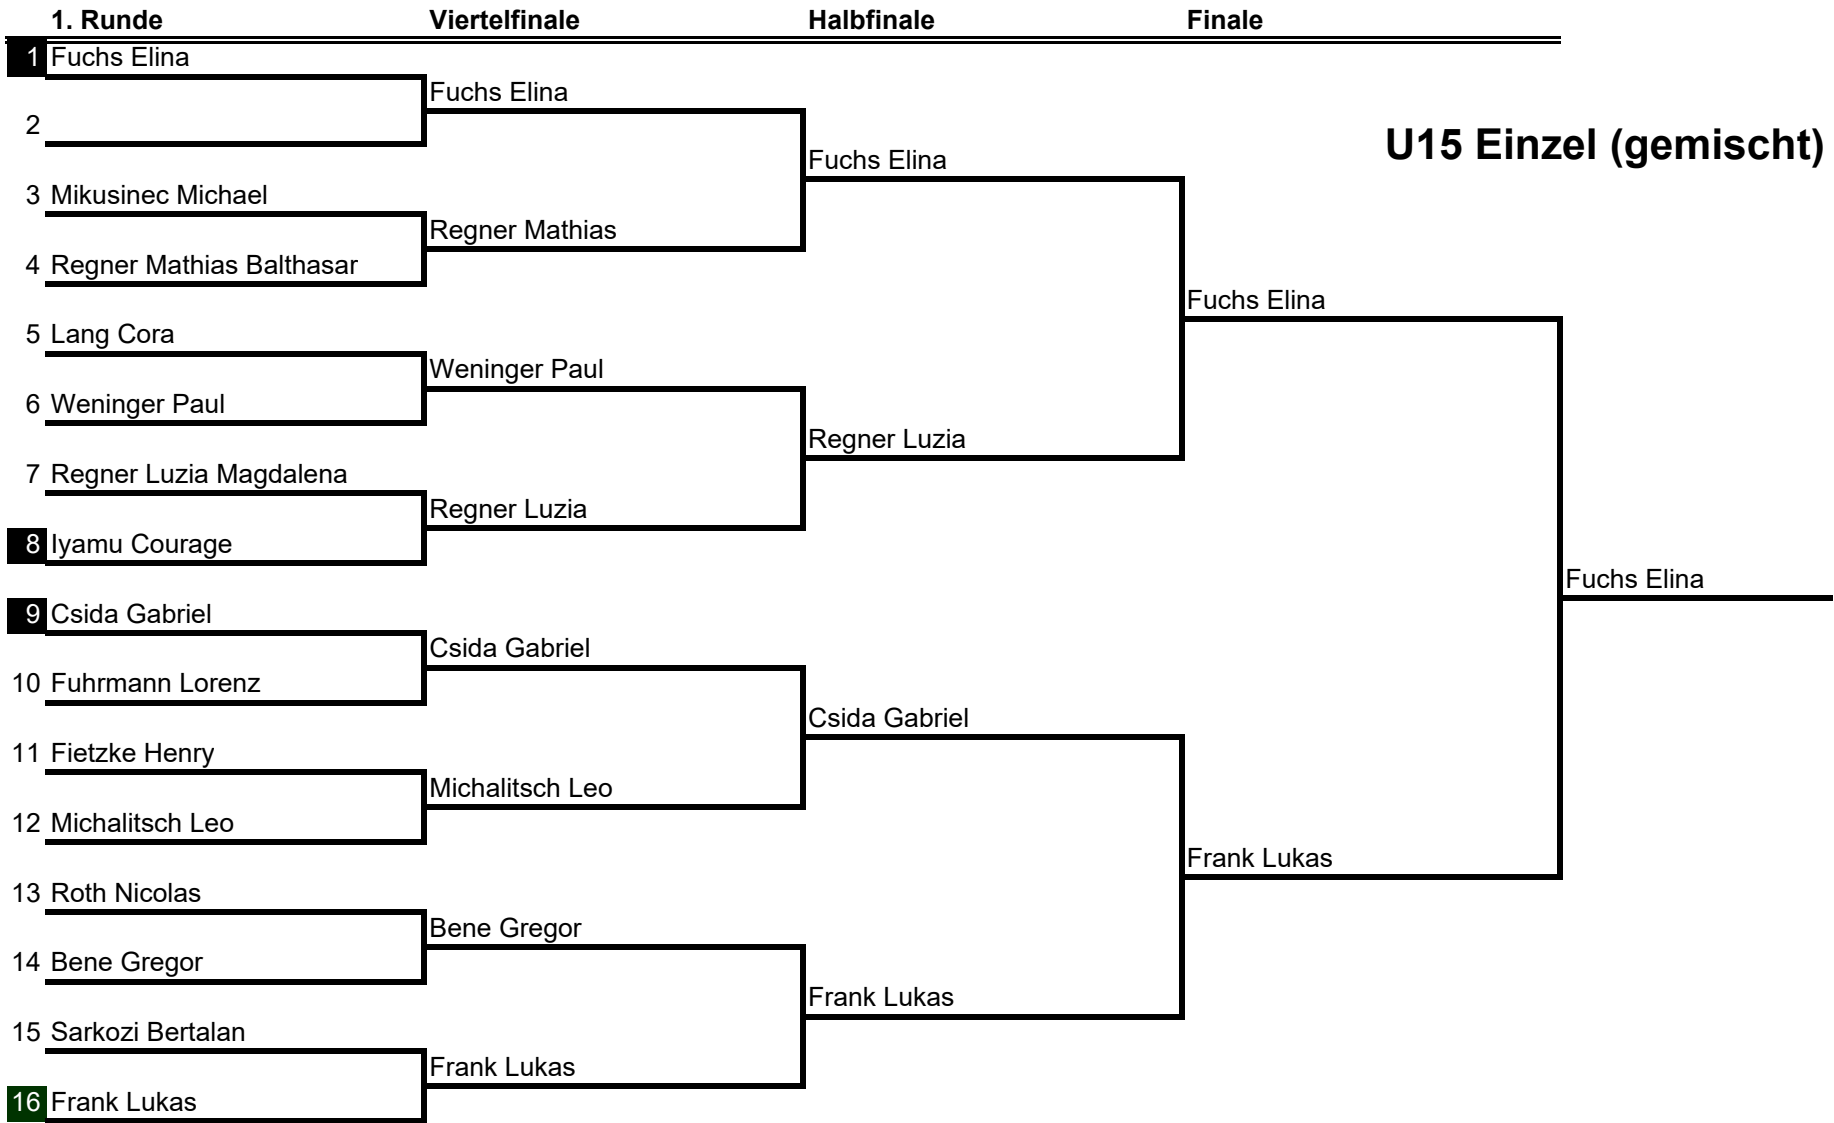 1. Runde Viertelfinale Halbfinale Finale
1 Fuchs Elina
Fuchs Elina
2
U15 Einzel (gemischt)
Fuchs Elina
3 Mikusinec Michael
Regner Mathias
4 Regner Mathias Balthasar
Fuchs Elina
5 Lang Cora
Weninger Paul
6 Weninger Paul
Regner Luzia
7 Regner Luzia Magdalena
Regner Luzia
8 Iyamu Courage
Fuchs Elina
9 Csida Gabriel
Csida Gabriel
10 Fuhrmann Lorenz
Csida Gabriel
11 Fietzke Henry
Michalitsch Leo
12 Michalitsch Leo
Frank Lukas
13 Roth Nicolas
Bene Gregor
14 Bene Gregor
Frank Lukas
15 Sarkozi Bertalan
Frank Lukas
16 Frank Lukas